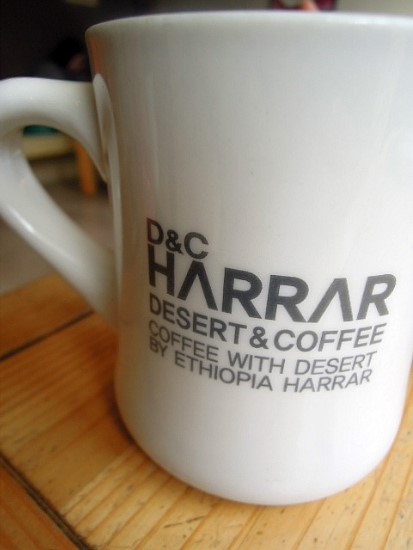 D&C
HARRAR
DESERT & COFFEE
COFFEE WITH DESERT
BY ETHIOPIA HARRAR